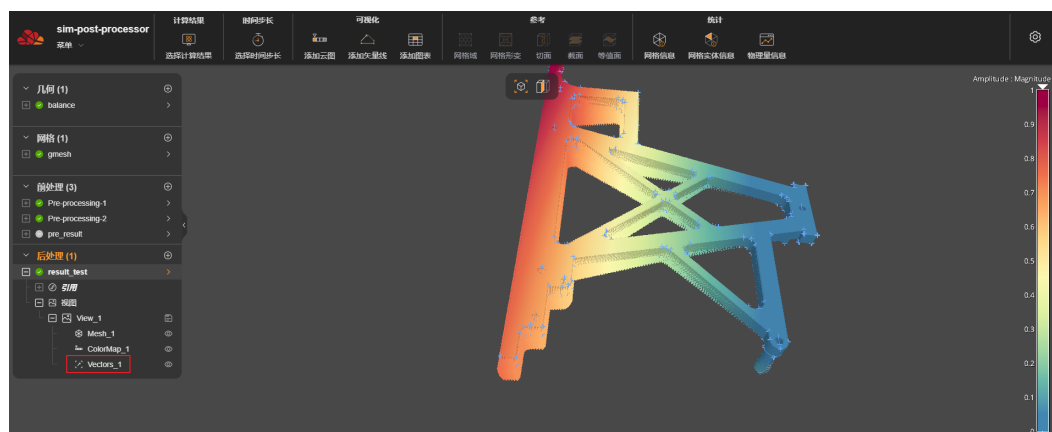 sim-post-processor
菜单
计算结果
选择计算结果
时间步长
选择时间步长
可视化
添加云图 添加矢量线 添加图表
参考
网格域 网格形变 切面 截面 等值面
统计
网格信息 网格实体信息 物理量信息
几何 (1)
balance
网格 (1)
gmesh
前处理 (3)
Pre-processing-1
Pre-processing-2
pre_result
后处理 (1)
result_test
引用
视图
View_1
Mesh_1
ColorMap_1
Vectors_1
Amplitude : Magnitude
1
0.9
0.8
0.7
0.6
0.5
0.4
0.3
0.2
0.1
0